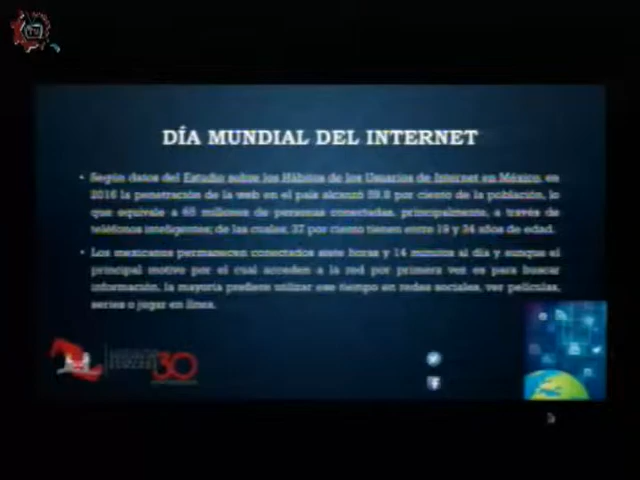 DÍA MUNDIAL DEL INTERNET
• Según datos del Estudio sobre los Hábitos de los Usuarios de Internet en México, en
2016 la penetración de la web en el país alcanzó 59.8 por ciento de la población, lo
que equivale a 65 millones de personas conectadas, principalmente, a través de
teléfonos inteligentes; de las cuales, 37 por ciento tienen entre 19 y 34 años de edad.
• Los mexicanos permanecen conectados siete horas y 14 minutos al día y aunque el
principal motivo por el cual acceden a la red por primera vez es para buscar
información, la mayoría prefiere utilizar ese tiempo en redes sociales, ver películas,
series o jugar en línea.
30